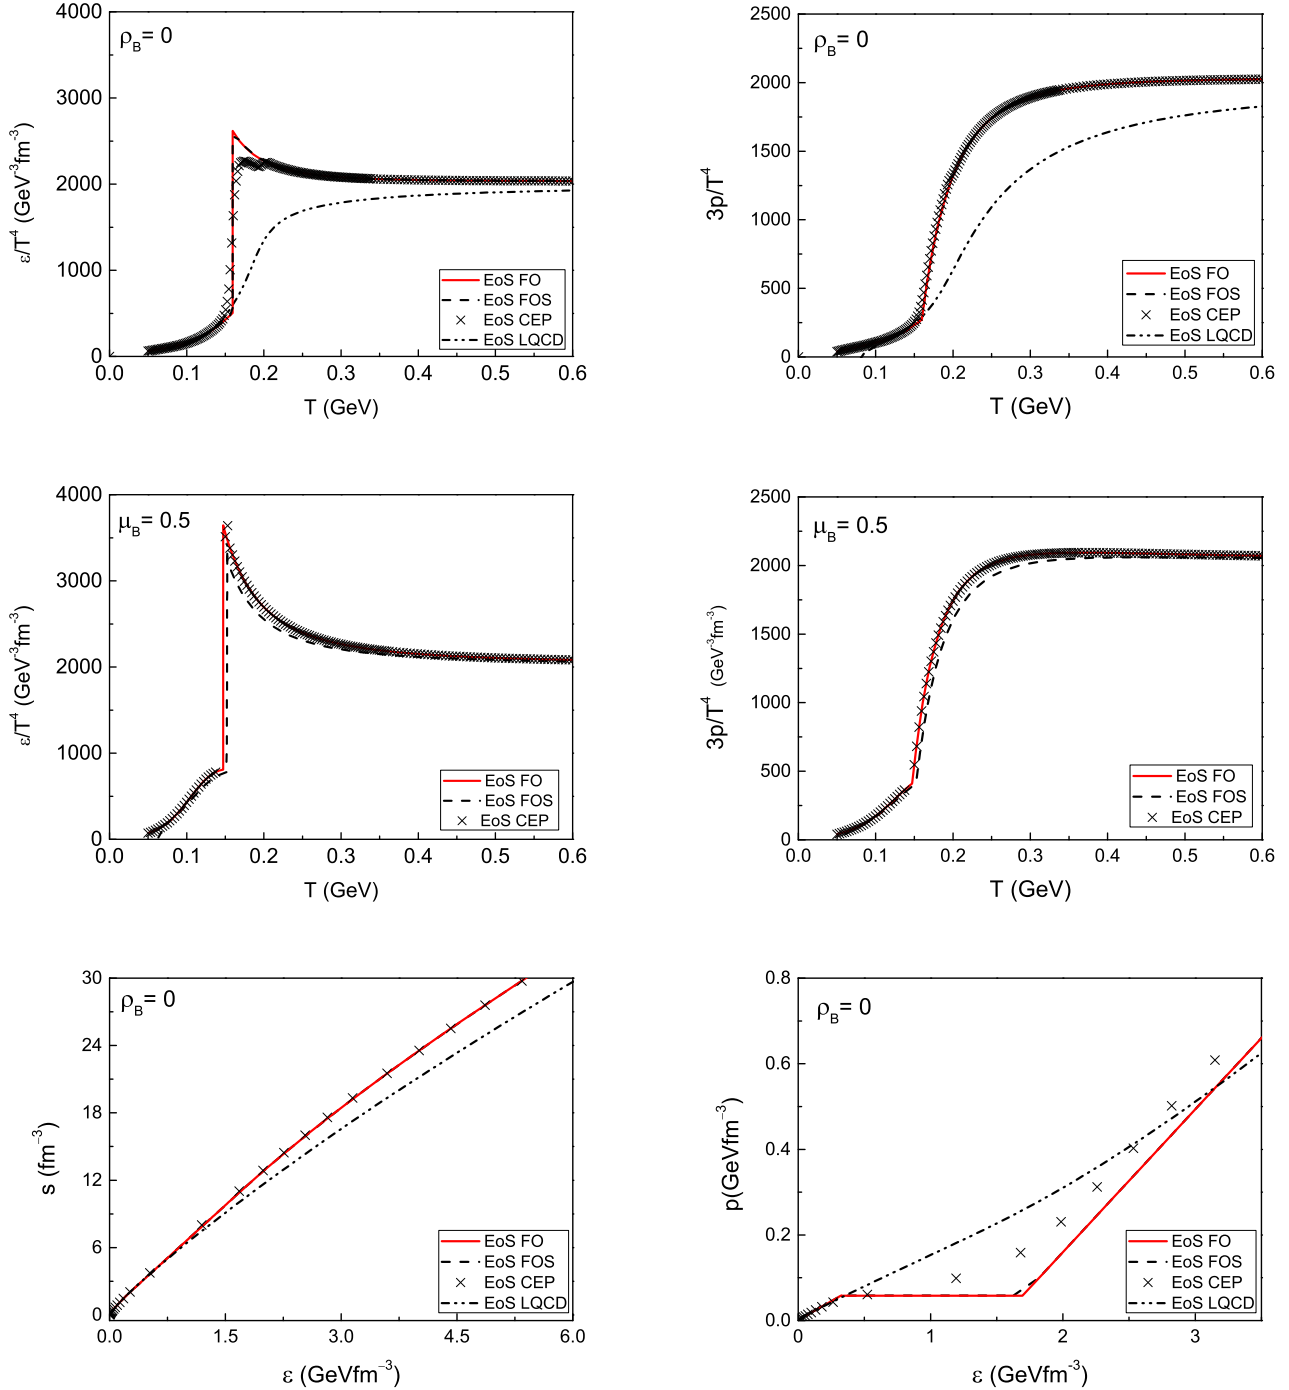 4000
3000
2000
1000
0
ε/T⁴ (GeV⁻³fm⁻³)
ρ_B= 0
EoS FO
EoS FOS
EoS CEP
EoS LQCD
0.0 0.1 0.2 0.3 0.4 0.5 0.6
T (GeV)
2500
2000
1500
1000
500
0
3p/T⁴
ρ_B= 0
EoS FO
EoS FOS
EoS CEP
EoS LQCD
0.0 0.1 0.2 0.3 0.4 0.5 0.6
T (GeV)
4000
3000
2000
1000
0
ε/T⁴ (GeV⁻³fm⁻³)
μ_B= 0.5
EoS FO
EoS FOS
EoS CEP
0.0 0.1 0.2 0.3 0.4 0.5 0.6
T (GeV)
2500
2000
1500
1000
500
0
3p/T⁴ (GeV⁻³fm⁻³)
μ_B= 0.5
EoS FO
EoS FOS
EoS CEP
0.0 0.1 0.2 0.3 0.4 0.5 0.6
T (GeV)
30
24
18
12
6
0
s (fm⁻³)
ρ_B= 0
EoS FO
EoS FOS
EoS CEP
EoS LQCD
0.0 1.5 3.0 4.5 6.0
ε (GeVfm⁻³)
0.8
0.6
0.4
0.2
0.0
p(GeVfm⁻³)
ρ_B= 0
EoS FO
EoS FOS
EoS CEP
EoS LQCD
0 1 2 3
ε (GeVfm⁻³)